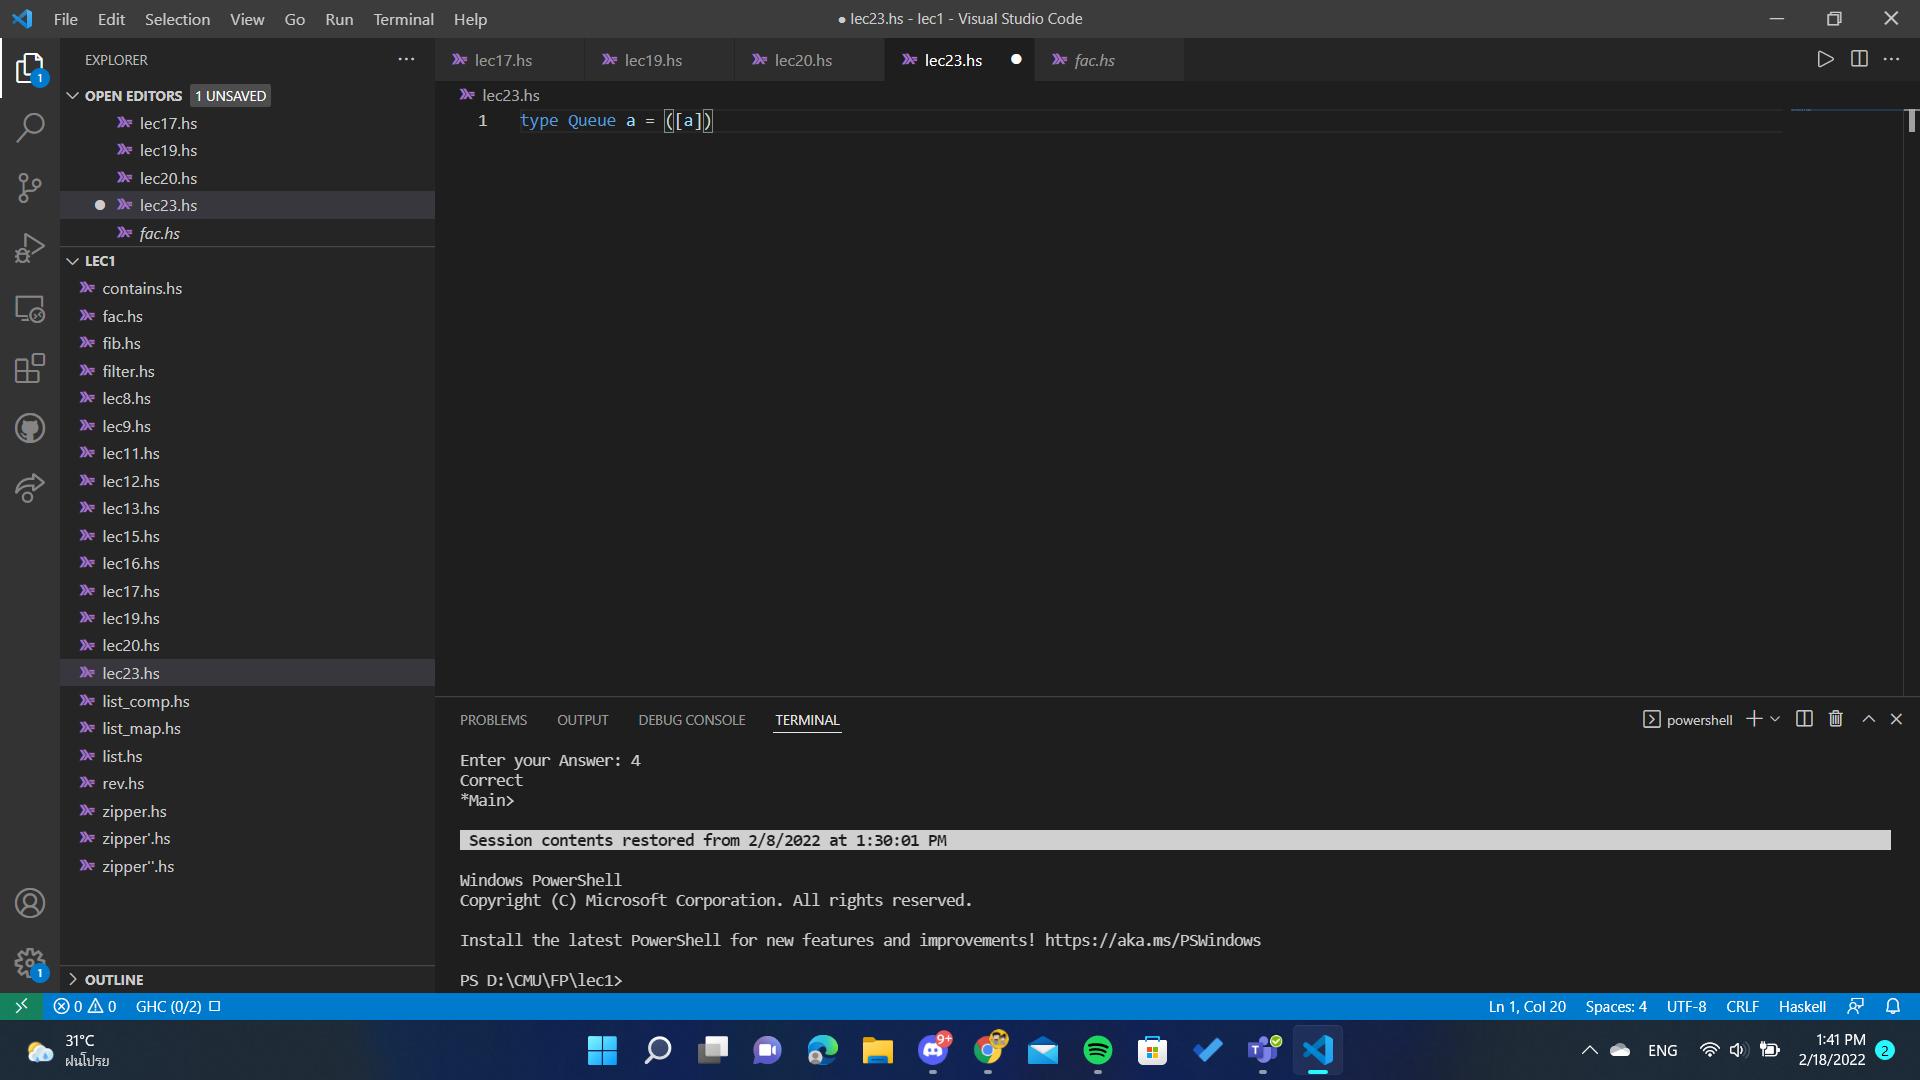 File Edit Selection View Go Run Terminal Help
● lec23.hs - lec1 - Visual Studio Code
EXPLORER
OPEN EDITORS 1 UNSAVED
lec17.hs
lec19.hs
lec20.hs
lec23.hs
fac.hs
LEC1
contains.hs
fac.hs
fib.hs
filter.hs
lec8.hs
lec9.hs
lec11.hs
lec12.hs
lec13.hs
lec15.hs
lec16.hs
lec17.hs
lec19.hs
lec20.hs
lec23.hs
list_comp.hs
list_map.hs
list.hs
rev.hs
zipper.hs
zipper'.hs
zipper''.hs
OUTLINE
1
1
lec17.hs lec19.hs lec20.hs lec23.hs fac.hs
lec23.hs
1 type Queue a = ([a])
PROBLEMS OUTPUT DEBUG CONSOLE TERMINAL
powershell
Enter your Answer: 4
Correct
*Main>
Session contents restored from 2/8/2022 at 1:30:01 PM
Windows PowerShell
Copyright (C) Microsoft Corporation. All rights reserved.
Install the latest PowerShell for new features and improvements! https://aka.ms/PSWindows
PS D:\CMU\FP\lec1>
0 0 GHC (0/2)
Ln 1, Col 20 Spaces: 4 UTF-8 CRLF Haskell
31°C
ฝนโปรย
9+
ENG
1:41 PM
2/18/2022
2